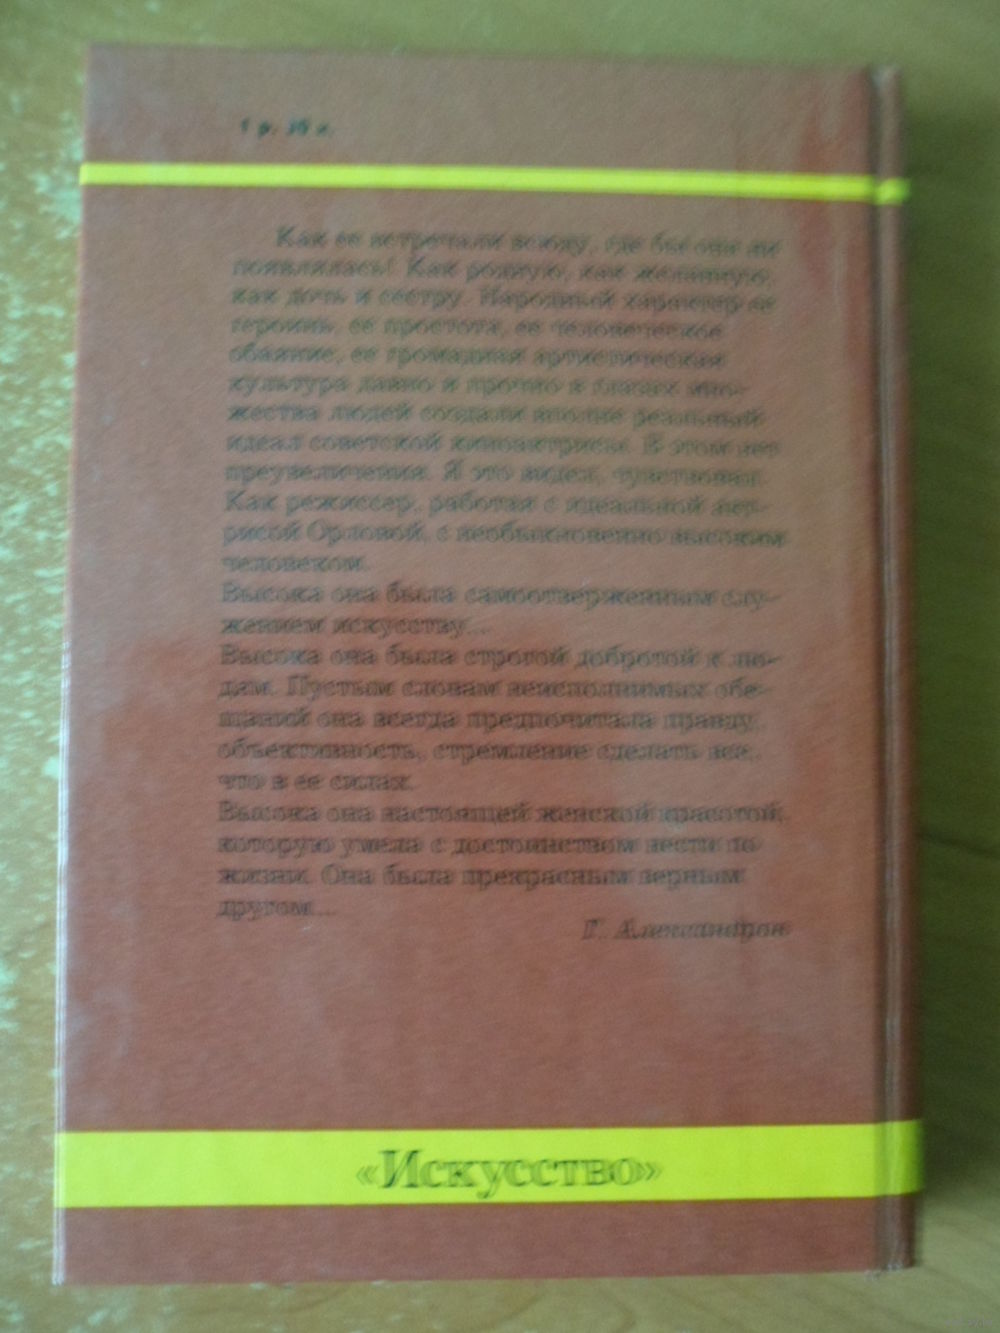 1 р. 30 к.
Как ее встречали всюду, где бы она ни
появлялась! Как родную, как желанную,
как дочь и сестру. Народный характер ее
героинь, ее простота, ее человеческое
обаяние, ее громадная артистическая
культура давно и прочно в глазах мно-
жества людей создали вполне реальный
идеал советской киноактрисы. В этом нет
преувеличения. Я это видел, чувствовал.
Как режиссер, работая с идеальной акт-
рисой Орловой, с необыкновенно высоким
человеком.
Высока она была самоотверженным слу-
жением искусству...
Высока она была строгой добротой к лю-
дям. Пустым словам неисполнимых обе-
щаний она всегда предпочитала правду,
объективность, стремление сделать все,
что в ее силах.
Высока она настоящей женской красотой,
которую умела с достоинством нести по
жизни. Она была прекрасным верным
другом...
Г. Александров
«Искусство»